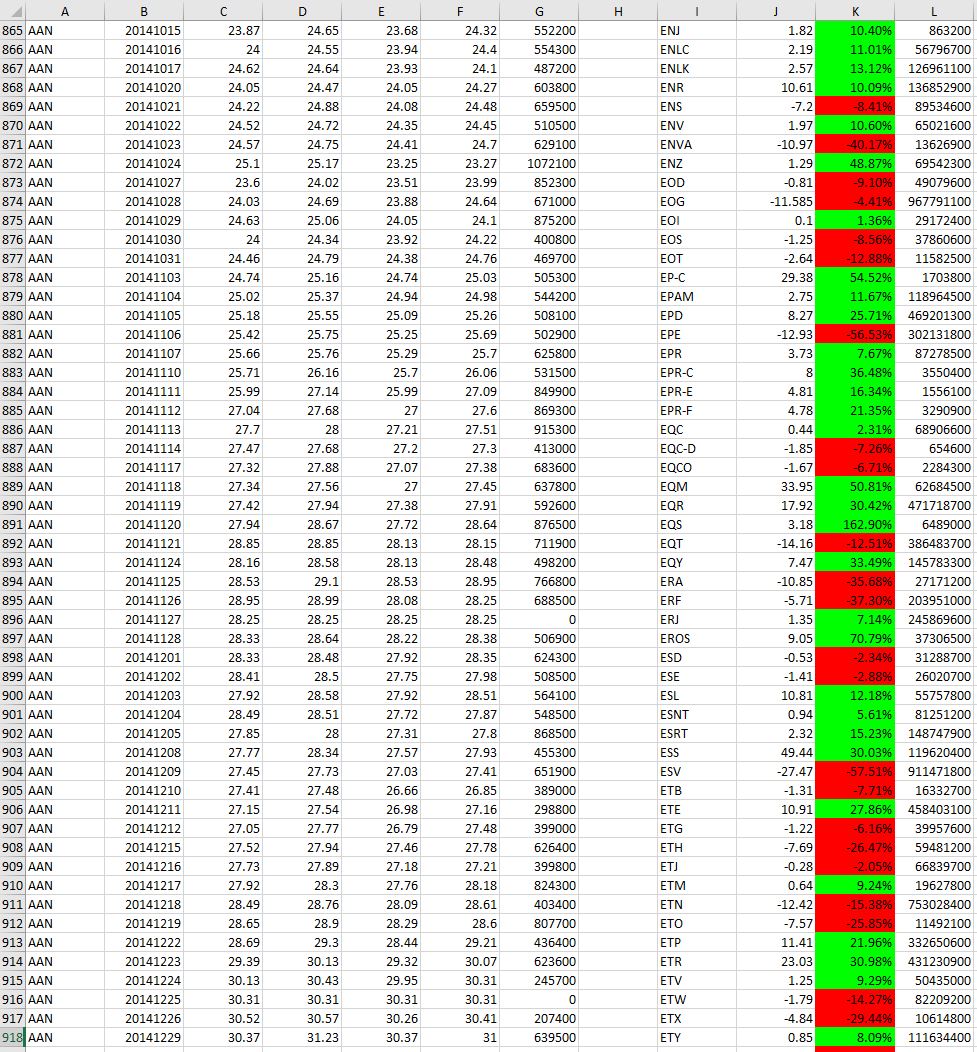 A B C D E F G H I J K L
865 AAN 20141015 23.87 24.65 23.68 24.32 552200 ENJ 1.82 10.40% 863200
866 AAN 20141016 24 24.55 23.94 24.4 554300 ENLC 2.19 11.01% 56796700
867 AAN 20141017 24.62 24.64 23.93 24.1 487200 ENLK 2.57 13.12% 126961100
868 AAN 20141020 24.05 24.47 24.05 24.27 603800 ENR 10.61 10.09% 136852900
869 AAN 20141021 24.22 24.88 24.08 24.48 659500 ENS -7.2 -8.41% 89534600
870 AAN 20141022 24.52 24.72 24.35 24.45 510500 ENV 1.97 10.60% 65021600
871 AAN 20141023 24.57 24.75 24.41 24.7 629100 ENVA -10.97 -40.17% 13626900
872 AAN 20141024 25.1 25.17 23.25 23.27 1072100 ENZ 1.29 48.87% 69542300
873 AAN 20141027 23.6 24.02 23.51 23.99 852300 EOD -0.81 -9.10% 49079600
874 AAN 20141028 24.03 24.69 23.88 24.64 671000 EOG -11.585 -4.41% 967791100
875 AAN 20141029 24.63 25.06 24.05 24.1 875200 EOI 0.1 1.36% 29172400
876 AAN 20141030 24 24.34 23.92 24.22 400800 EOS -1.25 -8.56% 37860600
877 AAN 20141031 24.46 24.79 24.38 24.76 469700 EOT -2.64 -12.88% 11582500
878 AAN 20141103 24.74 25.16 24.74 25.03 505300 EP-C 29.38 54.52% 1703800
879 AAN 20141104 25.02 25.37 24.94 24.98 544200 EPAM 2.75 11.67% 118964500
880 AAN 20141105 25.18 25.55 25.09 25.26 508100 EPD 8.27 25.71% 469201300
881 AAN 20141106 25.42 25.75 25.25 25.69 502900 EPE -12.93 -56.53% 302131800
882 AAN 20141107 25.66 25.76 25.29 25.7 625800 EPR 3.73 7.67% 87278500
883 AAN 20141110 25.71 26.16 25.7 26.06 531500 EPR-C 8 36.48% 3550400
884 AAN 20141111 25.99 27.14 25.99 27.09 849900 EPR-E 4.81 16.34% 1556100
885 AAN 20141112 27.04 27.68 27 27.6 869300 EPR-F 4.78 21.35% 3290900
886 AAN 20141113 27.7 28 27.21 27.51 915300 EQC 0.44 2.31% 68906600
887 AAN 20141114 27.47 27.68 27.2 27.3 413000 EQC-D -1.85 -7.26% 654600
888 AAN 20141117 27.32 27.88 27.07 27.38 683600 EQCO -1.67 -6.71% 2284300
889 AAN 20141118 27.34 27.56 27 27.45 637800 EQM 33.95 50.81% 62684500
890 AAN 20141119 27.42 27.94 27.38 27.91 592600 EQR 17.92 30.42% 471718700
891 AAN 20141120 27.94 28.67 27.72 28.64 876500 EQS 3.18 162.90% 6489000
892 AAN 20141121 28.85 28.85 28.13 28.15 711900 EQT -14.16 -12.51% 386483700
893 AAN 20141124 28.16 28.58 28.13 28.48 498200 EQY 7.47 33.49% 145783300
894 AAN 20141125 28.53 29.1 28.53 28.95 766800 ERA -10.85 -35.68% 27171200
895 AAN 20141126 28.95 28.99 28.08 28.25 688500 ERF -5.71 -37.30% 203951000
896 AAN 20141127 28.25 28.25 28.25 28.25 0 ERJ 1.35 7.14% 245869600
897 AAN 20141128 28.33 28.64 28.22 28.38 506900 EROS 9.05 70.79% 37306500
898 AAN 20141201 28.33 28.48 27.92 28.35 624300 ESD -0.53 -2.34% 31288700
899 AAN 20141202 28.41 28.5 27.75 27.98 508500 ESE -1.41 -2.88% 26020700
900 AAN 20141203 27.92 28.58 27.92 28.51 564100 ESL 10.81 12.18% 55757800
901 AAN 20141204 28.49 28.51 27.72 27.87 548500 ESNT 0.94 5.61% 81251200
902 AAN 20141205 27.85 28 27.31 27.8 868500 ESRT 2.32 15.23% 148747900
903 AAN 20141208 27.77 28.34 27.57 27.93 455300 ESS 49.44 30.03% 119620400
904 AAN 20141209 27.45 27.73 27.03 27.41 651900 ESV -27.47 -57.51% 911471800
905 AAN 20141210 27.41 27.48 26.66 26.85 389000 ETB -1.31 -7.71% 16332700
906 AAN 20141211 27.15 27.54 26.98 27.16 298800 ETE 10.91 27.86% 458403100
907 AAN 20141212 27.05 27.77 26.79 27.48 399000 ETG -1.22 -6.16% 39957600
908 AAN 20141215 27.52 27.94 27.46 27.78 626400 ETH -7.69 -26.47% 59481200
909 AAN 20141216 27.73 27.89 27.18 27.21 399800 ETJ -0.28 -2.05% 66839700
910 AAN 20141217 27.92 28.3 27.76 28.18 824300 ETM 0.64 9.24% 19627800
911 AAN 20141218 28.49 28.76 28.09 28.61 403400 ETN -12.42 -15.38% 753028400
912 AAN 20141219 28.65 28.9 28.29 28.6 807700 ETO -7.57 -25.85% 11492100
913 AAN 20141222 28.69 29.3 28.44 29.21 436400 ETP 11.41 21.96% 332650600
914 AAN 20141223 29.39 30.13 29.32 30.07 623600 ETR 23.03 30.98% 431230900
915 AAN 20141224 30.13 30.43 29.95 30.31 245700 ETV 1.25 9.29% 50435000
916 AAN 20141225 30.31 30.31 30.31 30.31 0 ETW -1.79 -14.27% 82209200
917 AAN 20141226 30.52 30.57 30.26 30.41 207400 ETX -4.84 -29.44% 10614800
918 AAN 20141229 30.37 31.23 30.37 31 639500 ETY 0.85 8.09% 111634400